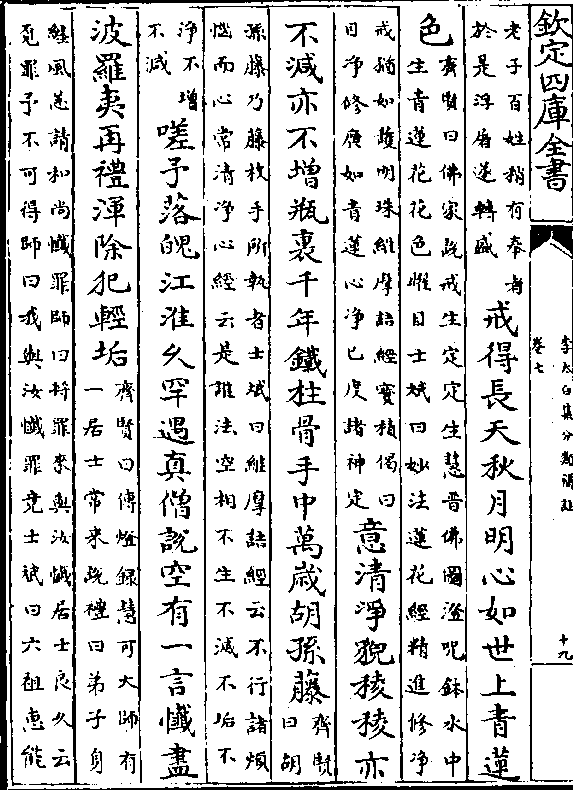 欽定四庫全書
李太白集分類補註
卷七
十九
老子百姓稍有奉者
於是浮屠遂轉盛
戒得長天秋月明心如世上青蓮
色
齊賢曰佛家説戒生定定生慧晉佛圖澄呪鉢水中
生青蓮花花色耀目士斌曰妙法蓮花經精進修淨
戒猶如護明珠維摩詰經寳積偈曰
目淨修廣如青蓮心淨已度諸神定
意清淨貌稜稜亦
不減亦不增瓶裏千年鐵柱骨手中萬歲胡孫藤
齊賢
曰胡
孫藤乃藤杖手所執者士斌曰維摩詰經云不行諸煩
惱而心常清淨心經云是諸法空相不生不滅不垢不
淨不增
不減
嗟予落魄江淮久罕遇真僧說空有一言懺盡
波羅夷再禮渾除犯輕垢
齊賢曰傳燈錄慧可大師有
一居士常來跪禮曰弟子身
經風恙請和尚懺罪師曰將罪來與汝懺居士良久云
覓罪予不可得師曰我與汝懺罪竟士斌曰六祖惠能